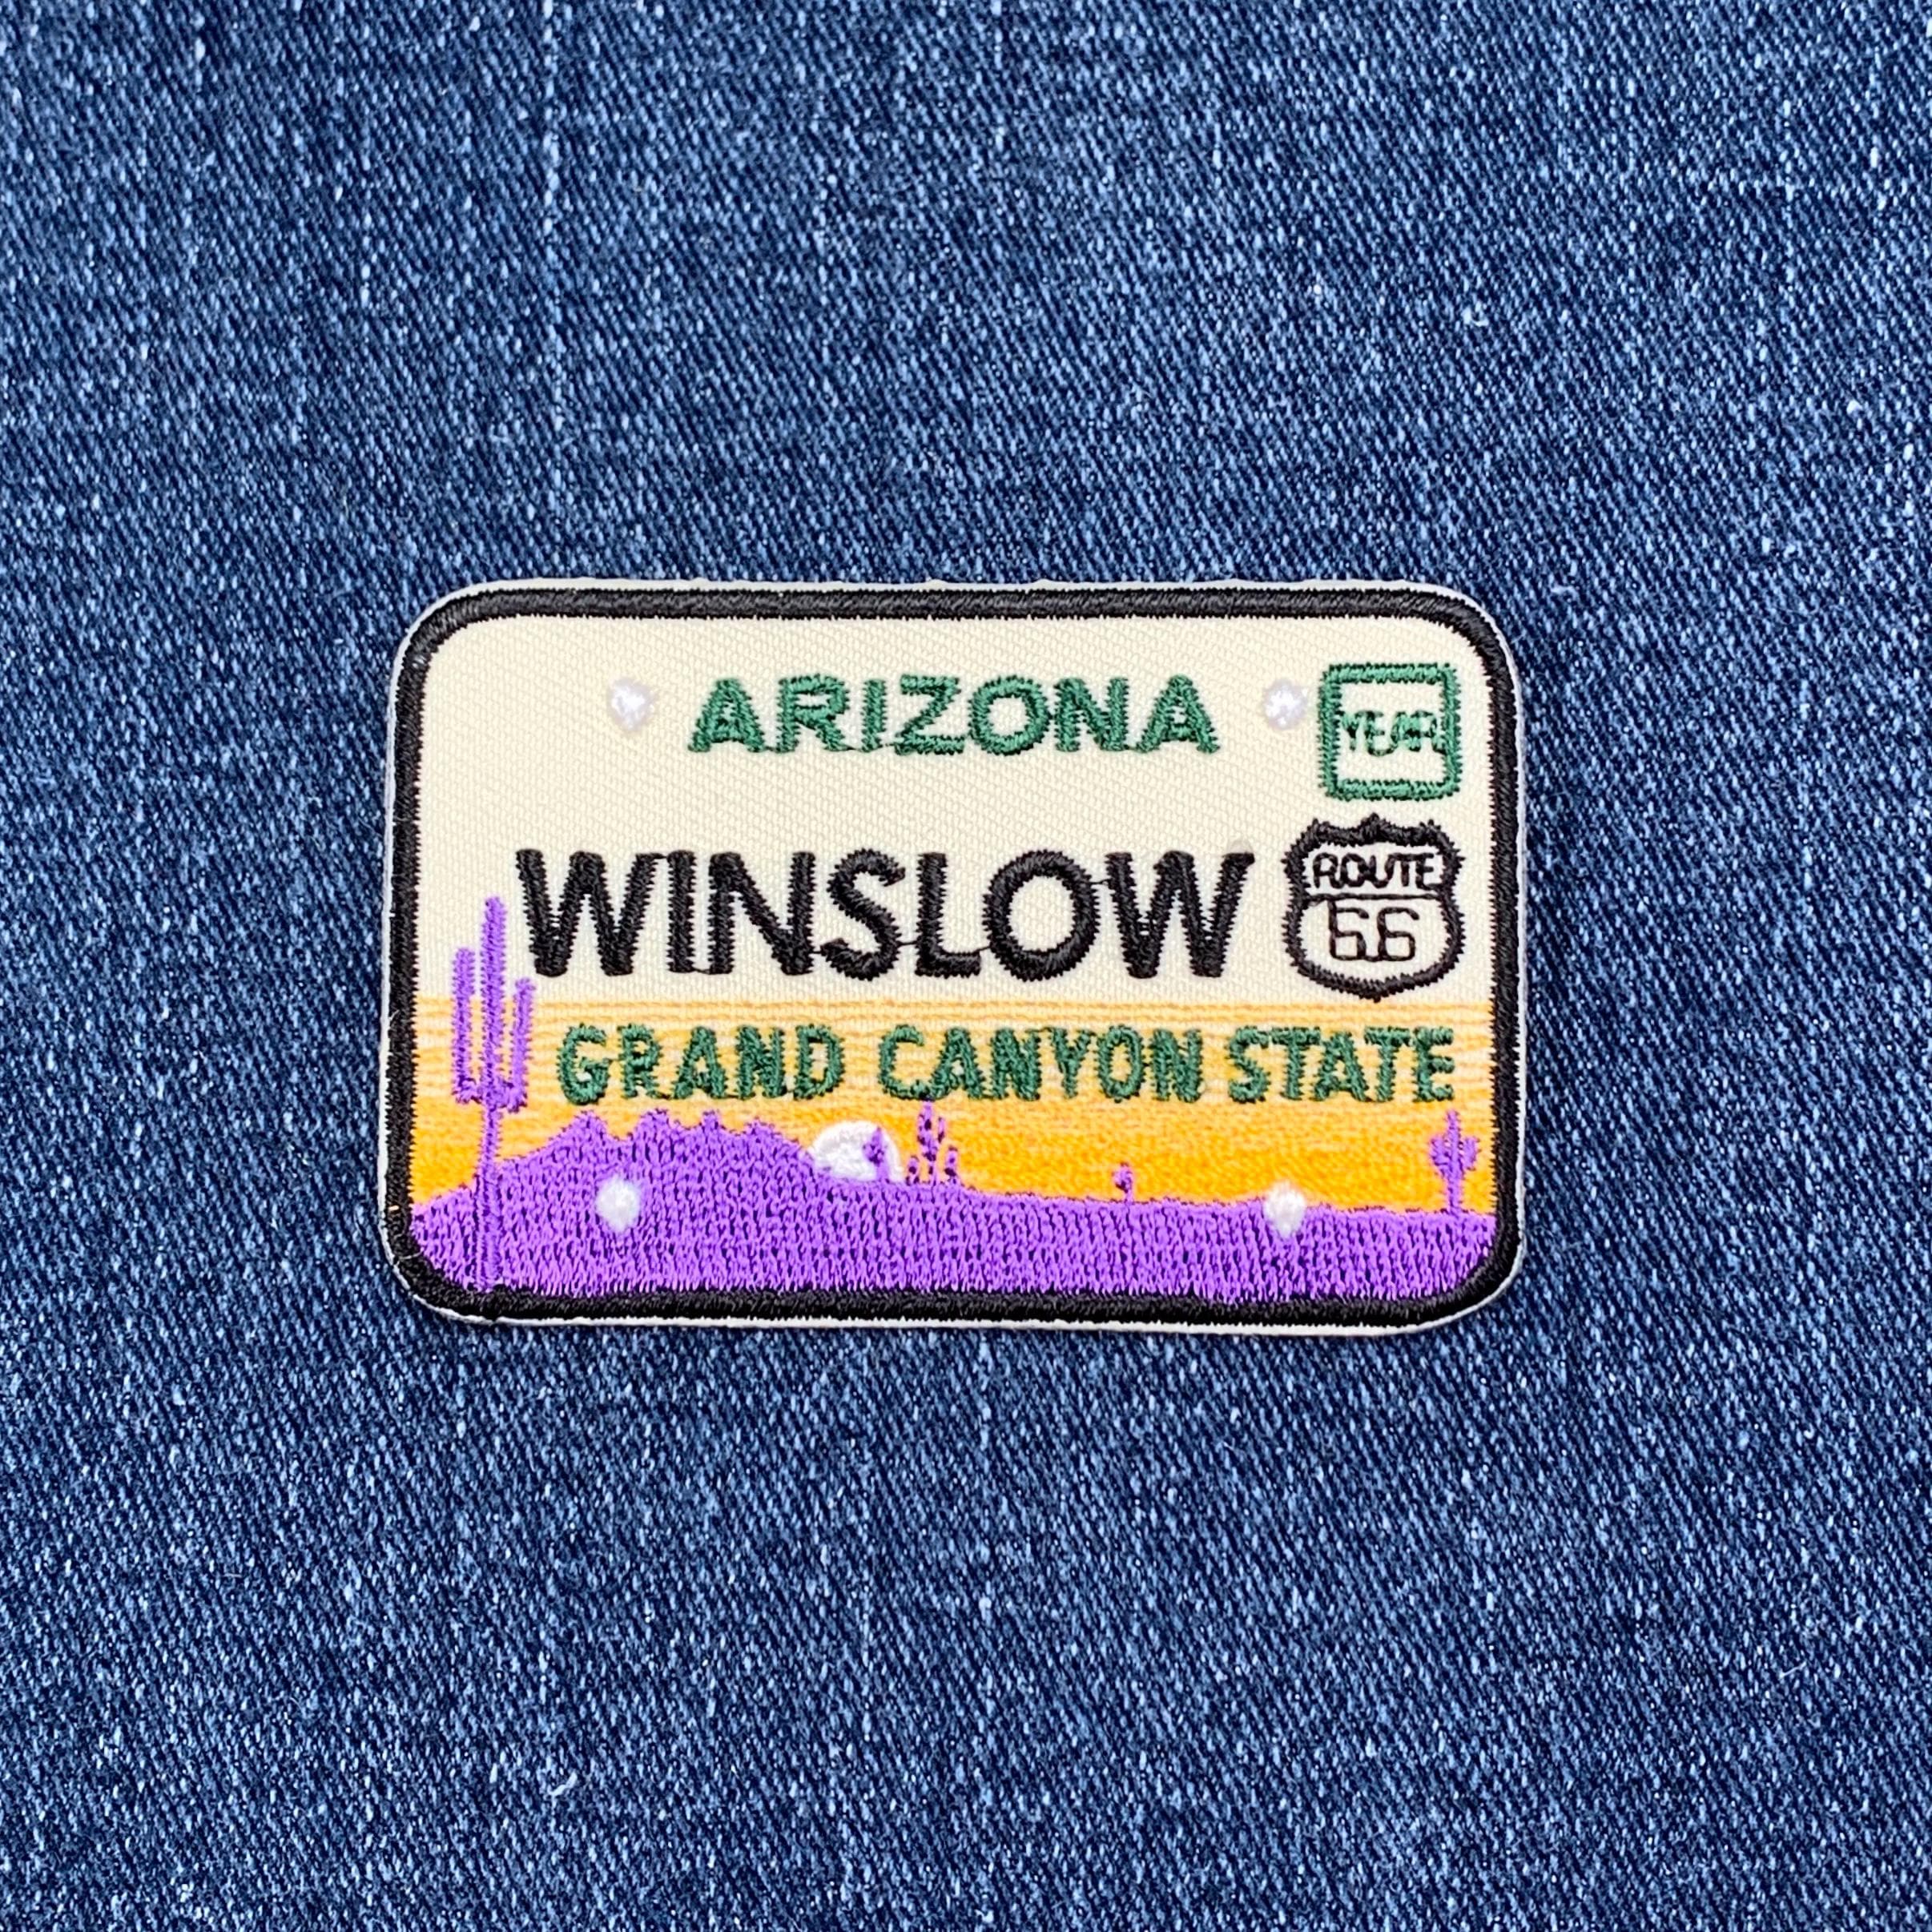 ARIZONA
YEAR
WINSLOW
ROUTE
66
GRAND CANYON STATE